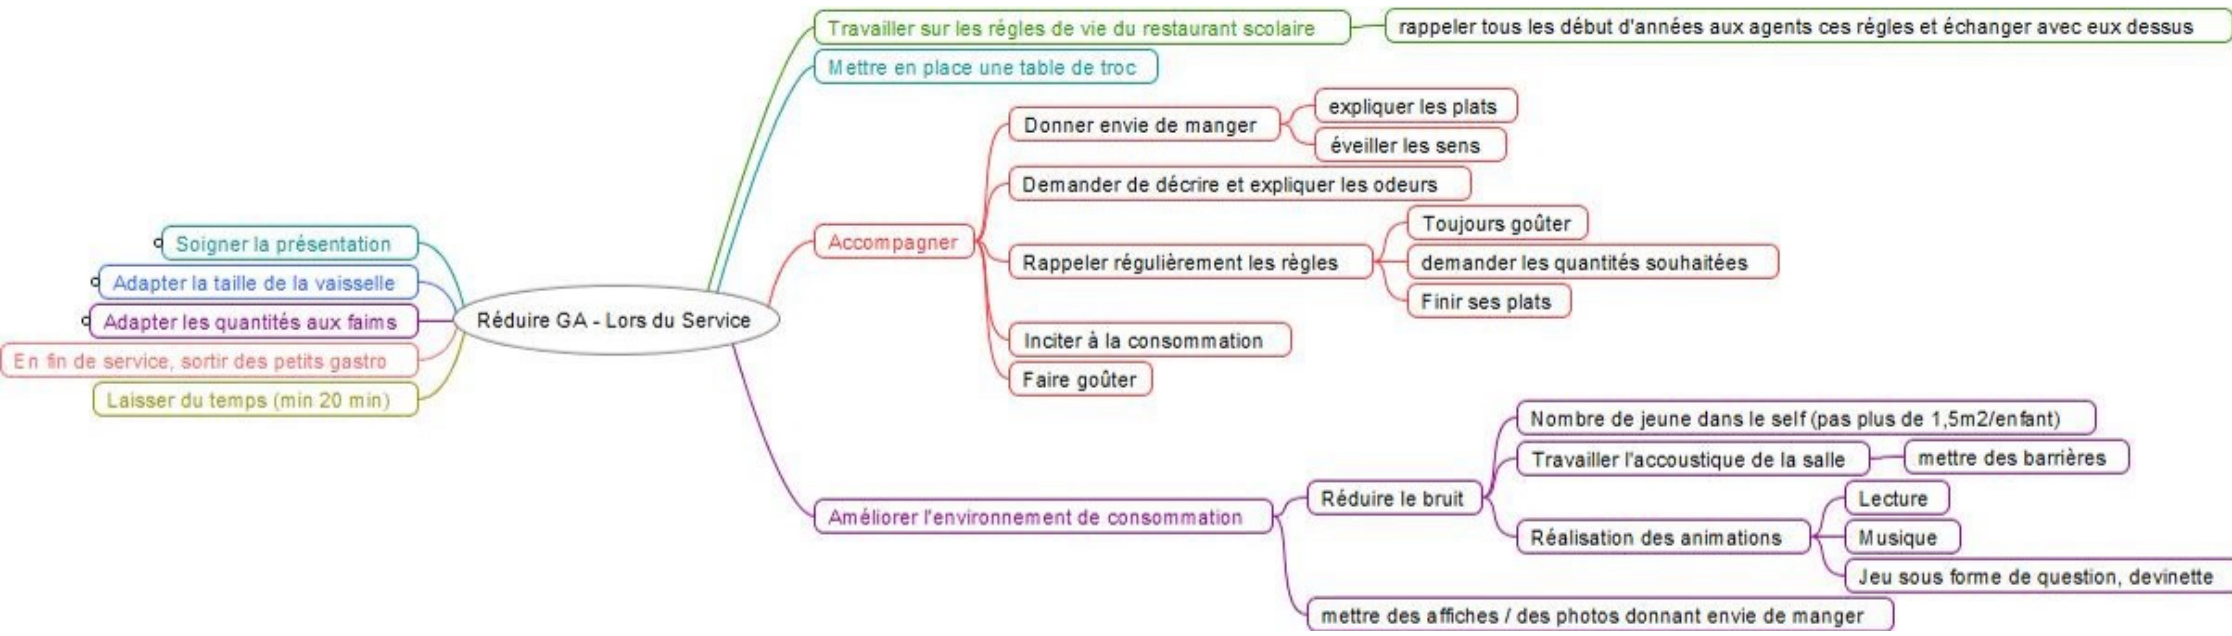 Réduire GA - Lors du Service
Travailler sur les régles de vie du restaurant scolaire
rappeler tous les début d'années aux agents ces régles et échanger avec eux dessus
Mettre en place une table de troc
Accompagner
Donner envie de manger
expliquer les plats
éveiller les sens
Demander de décrire et expliquer les odeurs
Rappeler régulièrement les règles
Toujours goûter
demander les quantités souhaitées
Finir ses plats
Inciter à la consommation
Faire goûter
Améliorer l'environnement de consommation
Réduire le bruit
Nombre de jeune dans le self (pas plus de 1,5m2/enfant)
Travailler l'accoustique de la salle
mettre des barrières
Réalisation des animations
Lecture
Musique
Jeu sous forme de question, devinette
mettre des affiches / des photos donnant envie de manger
Soigner la présentation
Adapter la taille de la vaisselle
Adapter les quantités aux faims
En fin de service, sortir des petits gastro
Laisser du temps (min 20 min)